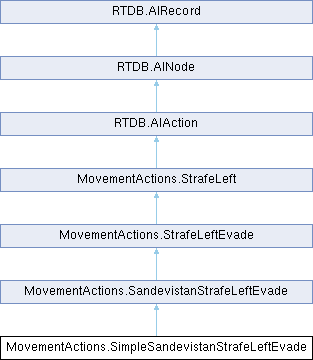 RTDB.AIRecord
RTDB.AINode
RTDB.AIAction
MovementActions.StrafeLeft
MovementActions.StrafeLeftEvade
MovementActions.SandevistanStrafeLeftEvade
MovementActions.SimpleSandevistanStrafeLeftEvade